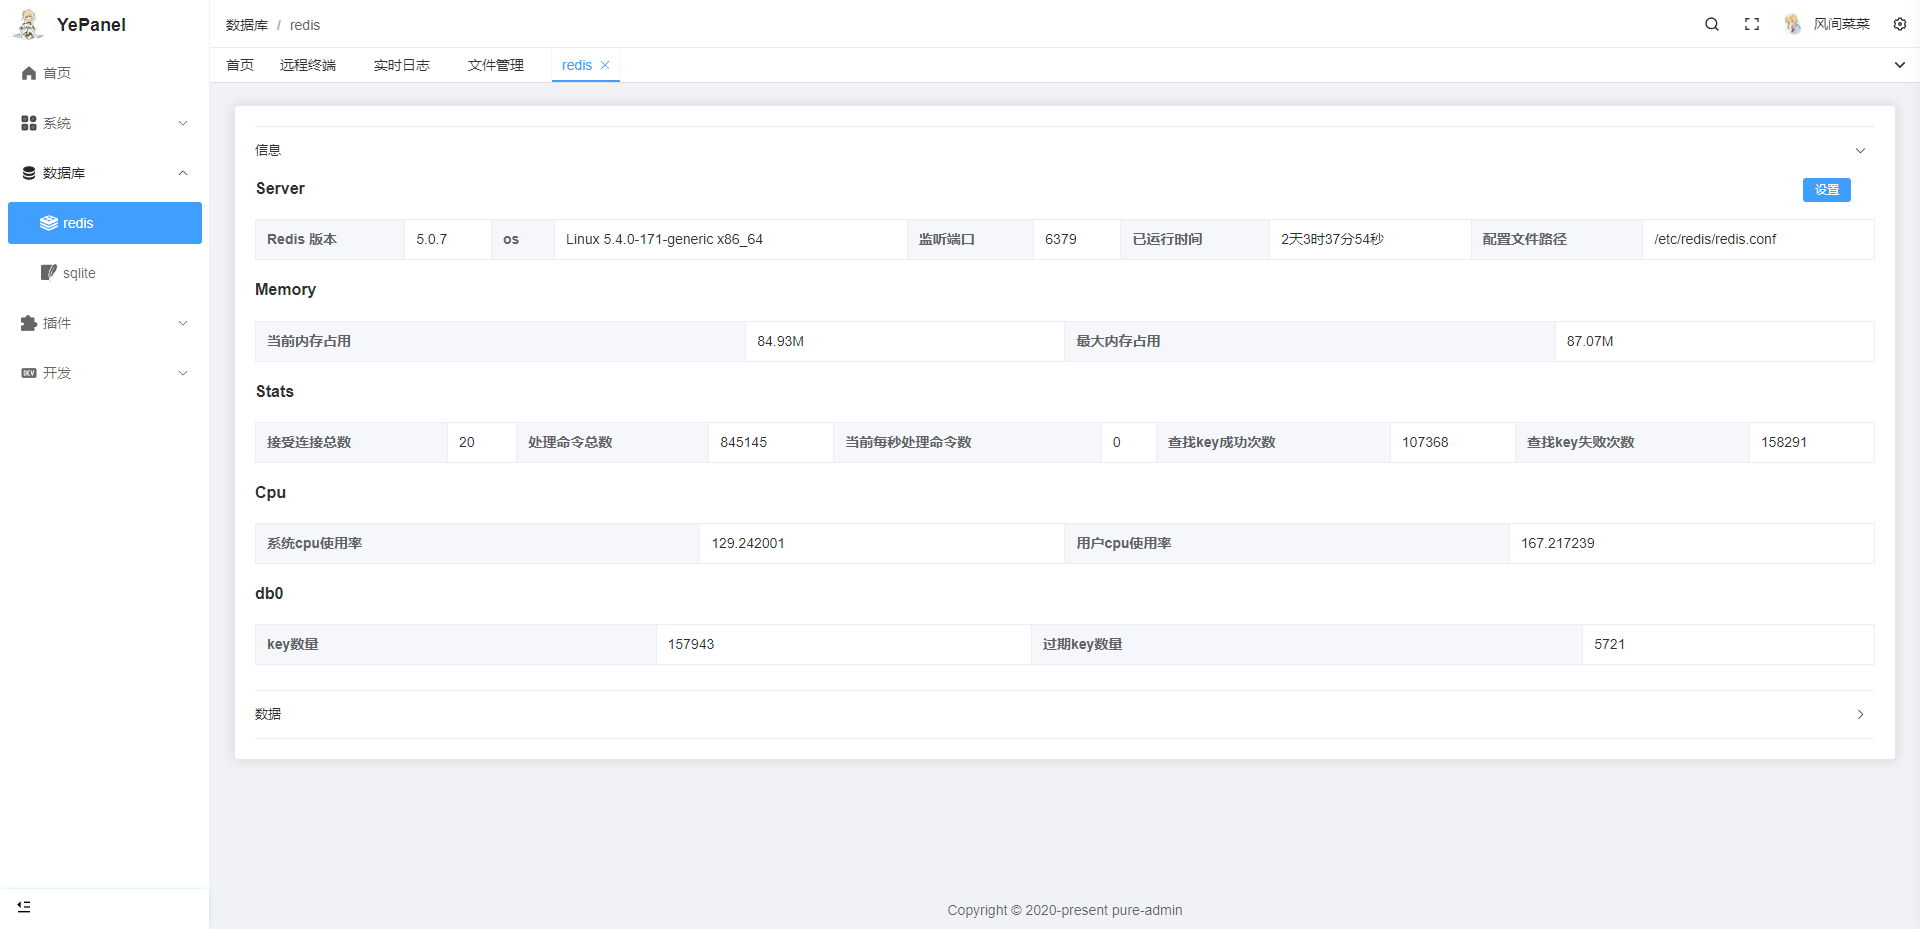 YePanel
数据库 / redis
风间菜菜
首页
系统
数据库
redis
sqlite
插件
DEV 开发
首页 远程终端 实时日志 文件管理 redis
信息
Server
设置
Redis 版本 5.0.7 os Linux 5.4.0-171-generic x86_64 监听端口 6379 已运行时间 2天3时37分54秒 配置文件路径 /etc/redis/redis.conf
Memory
当前内存占用 84.93M 最大内存占用 87.07M
Stats
接受连接总数 20 处理命令总数 845145 当前每秒处理命令数 0 查找key成功次数 107368 查找key失败次数 158291
Cpu
系统cpu使用率 129.242001 用户cpu使用率 167.217239
db0
key数量 157943 过期key数量 5721
数据
Copyright © 2020-present pure-admin